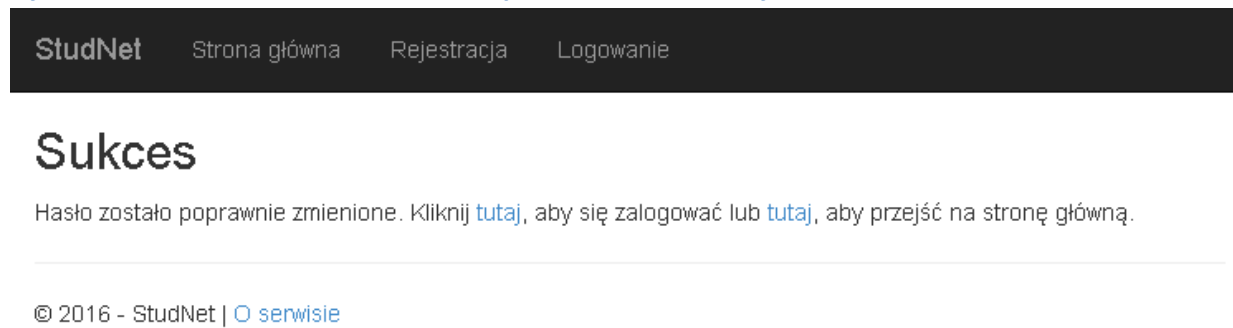 StudNet Strona główna Rejestracja Logowanie
Sukces
Hasło zostało poprawnie zmienione. Kliknij tutaj, aby się zalogować lub tutaj, aby przejść na stronę główną.
© 2016 - StudNet | O serwisie